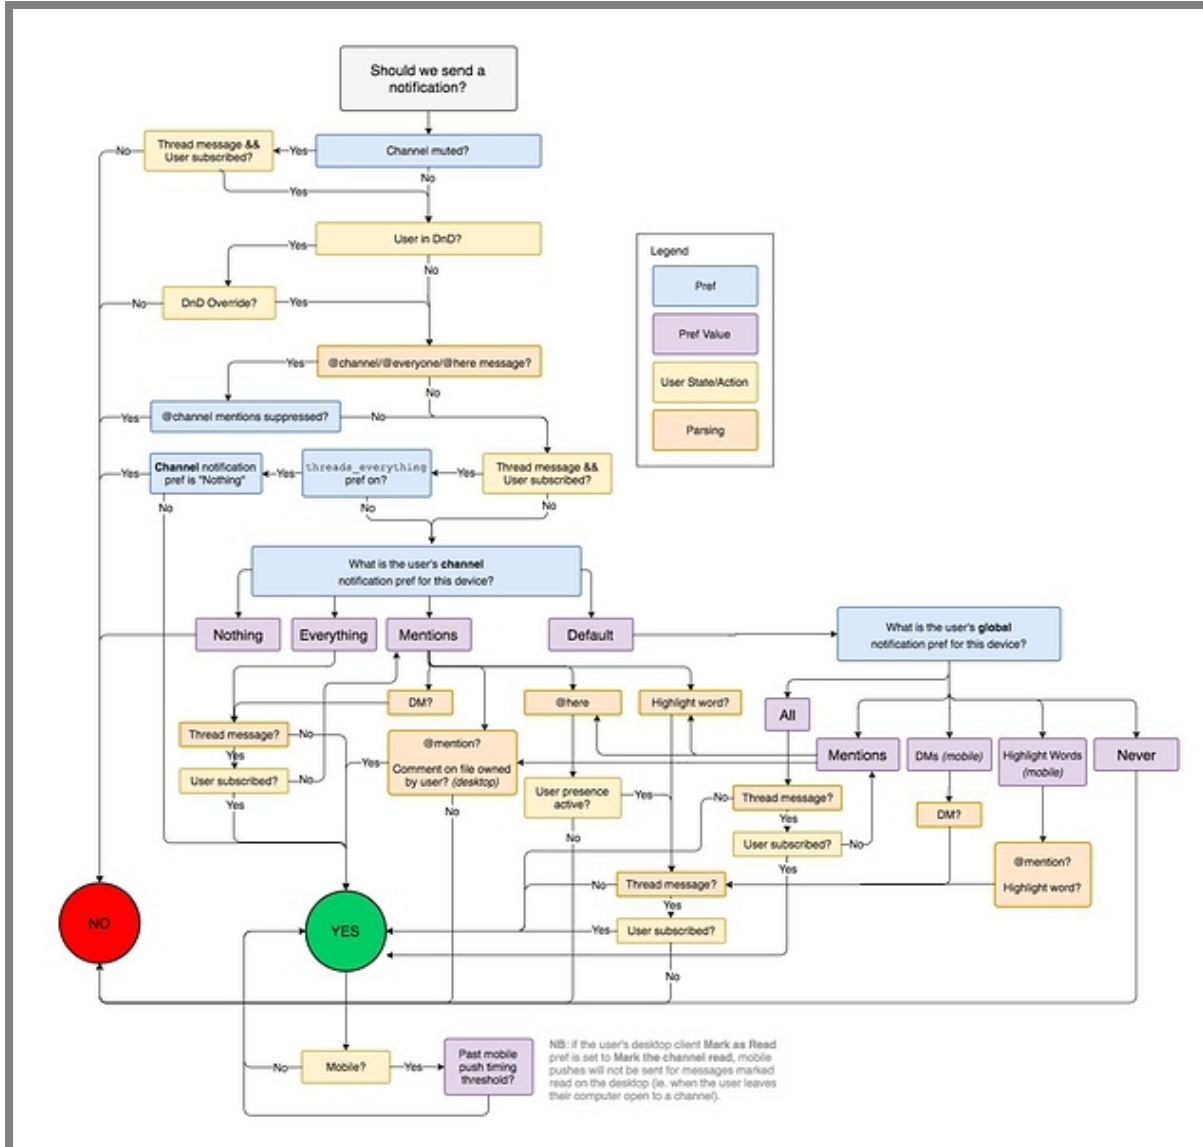 Should we send a
notification?
Thread message &&
User subscribed?
No
Yes
Channel muted?
No
Yes
User in DnD?
Yes
No
DnD Override?
No
Yes
@channel/@everyone/@here message?
Yes
No
@channel mentions suppressed?
Yes
No
Channel notification
pref is "Nothing"
Yes
Yes
threads_everything
pref on?
Yes
Thread message &&
User subscribed?
No
No
No
Legend
Pref
Pref Value
User State/Action
Parsing
What is the user's channel
notification pref for this device?
Nothing
Everything
Mentions
Default
What is the user's global
notification pref for this device?
DM?
@here
Highlight word?
All
Thread message?
No
Yes
User subscribed?
No
Yes
@mention?
Comment on file owned
by user? (desktop)
Yes
No
User presence
active?
Yes
No
Mentions
DMs (mobile)
Highlight Words
(mobile)
Never
No
Thread message?
Yes
User subscribed?
No
Yes
DM?
@mention?
Highlight word?
No
Thread message?
Yes
Yes
User subscribed?
No
NO
YES
No
Mobile?
Yes
Past mobile
push timing
threshold?
NB: if the user's desktop client Mark as Read
pref is set to Mark the channel read, mobile
pushes will not be sent for messages marked
read on the desktop (ie. when the user leaves
their computer open to a channel).